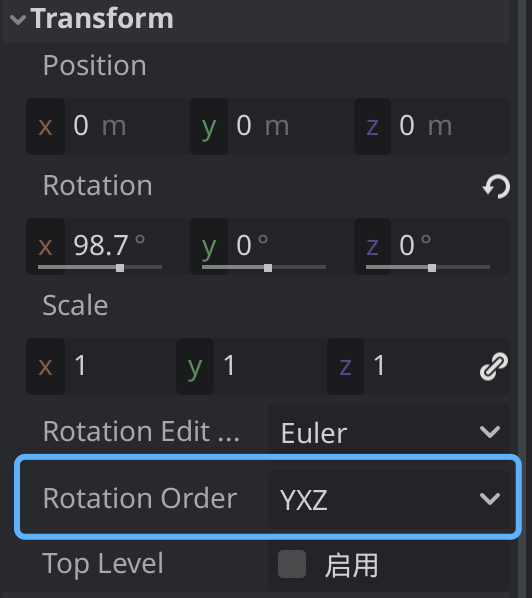 Transform
Position
x 0 m y 0 m z 0 m
Rotation
x 98.7 ° y 0 ° z 0 °
Scale
x 1 y 1 z 1
Rotation Edit ... Euler
Rotation Order YXZ
Top Level 启用